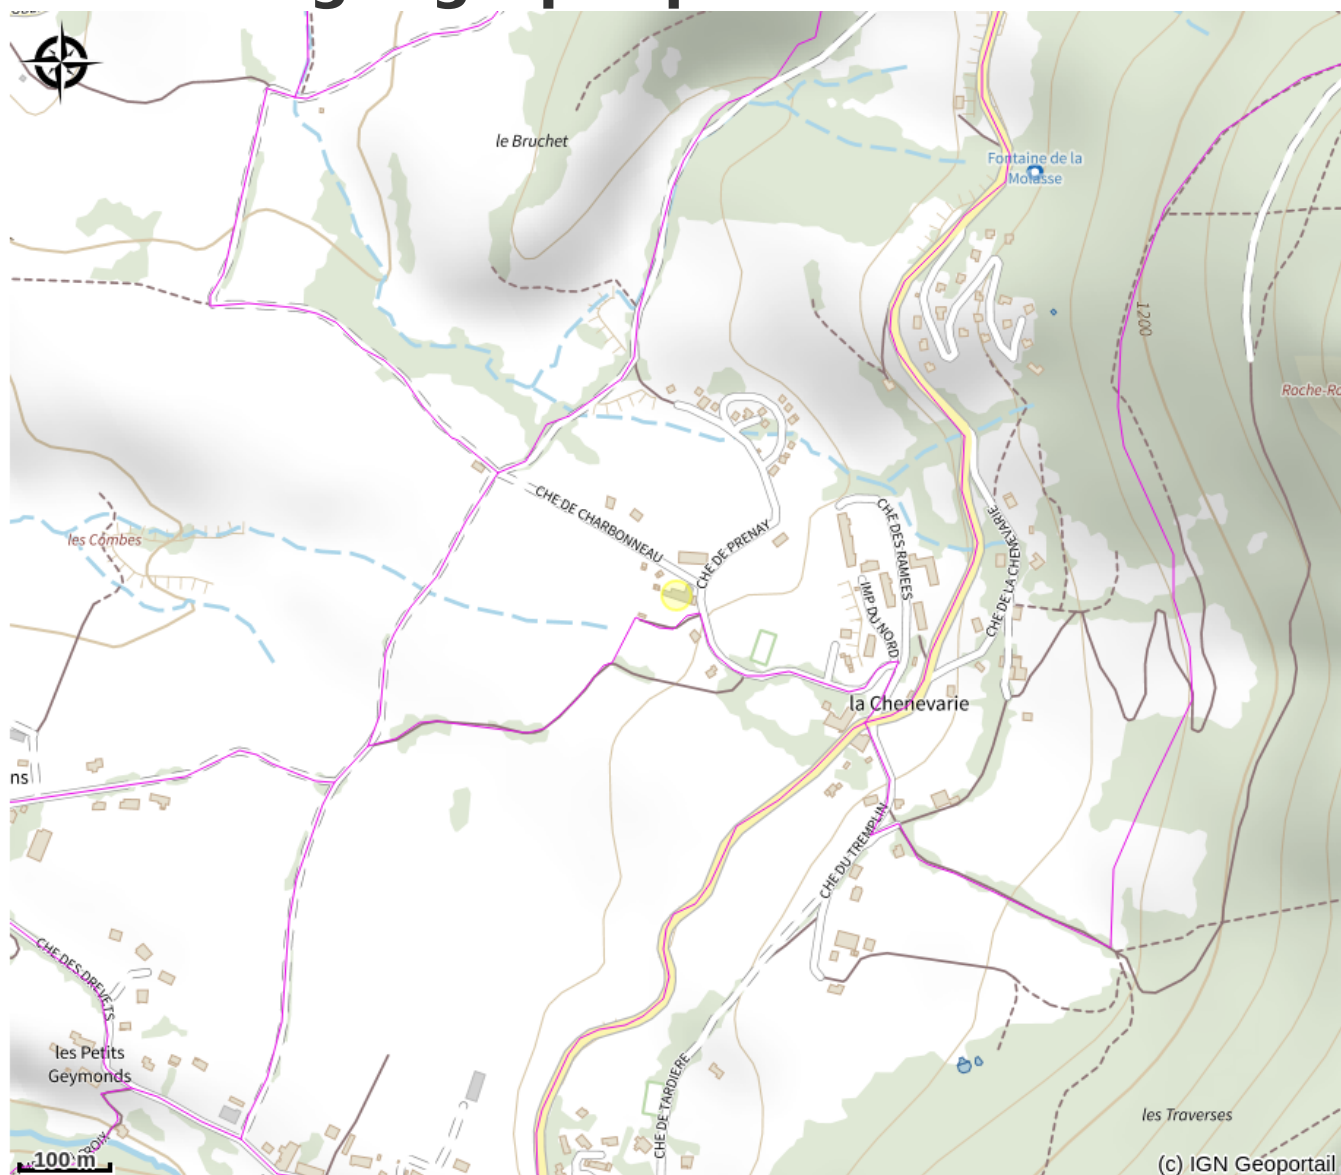 le Bruchet
Fontaine de la
Molasse
1200
les Combes
CHE DE CHARBONNEAU
CHE DE PRENAY
CHE DES RAMEES
IMP DU NORD
CHE DE LA CHENEVARIE
la Chenevarie
ns
CHE DU TREMPLIN
CHE DES DREVETS
les Petits
Geymonds
CHE DE TARDIERE
les Traverses
100 m
(c) IGN Geoportail